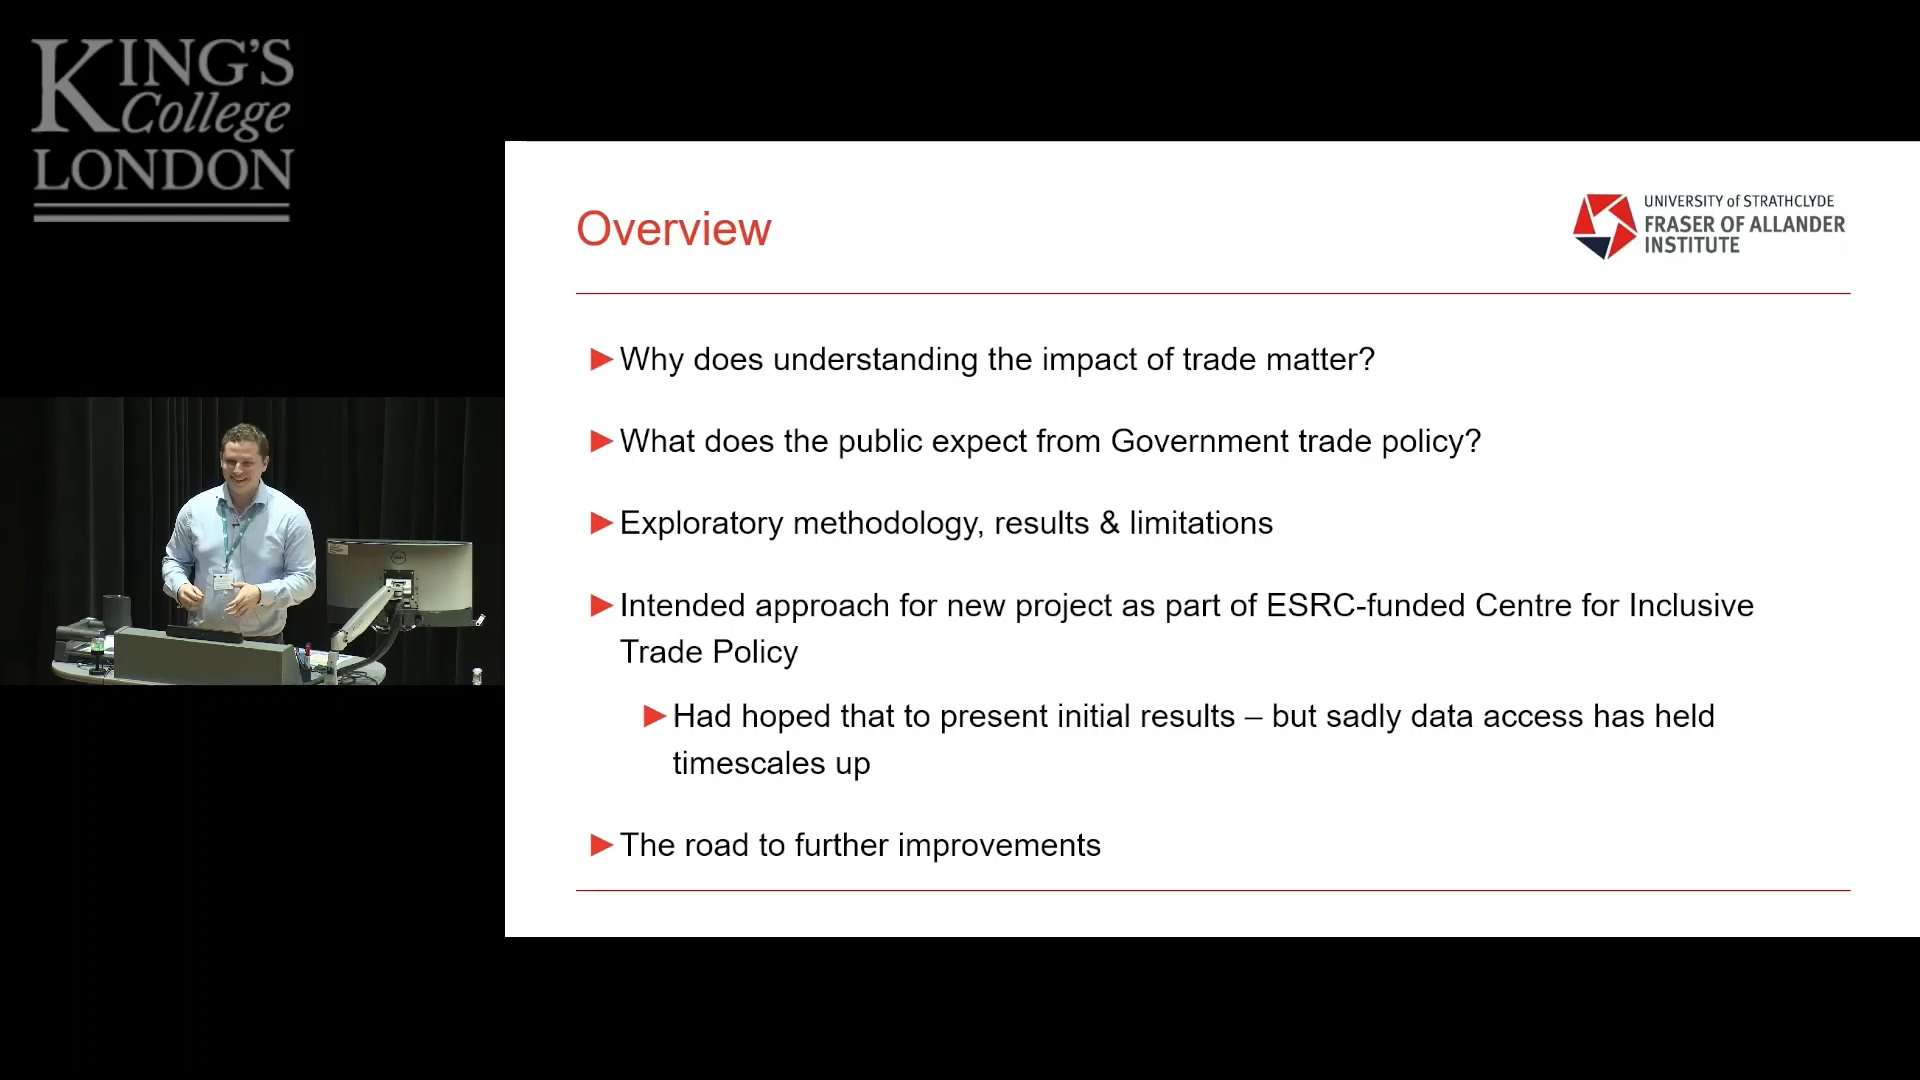 KING'S
College
LONDON
Overview
UNIVERSITY of STRATHCLYDE
FRASER OF ALLANDER
INSTITUTE
Why does understanding the impact of trade matter?
What does the public expect from Government trade policy?
Exploratory methodology, results & limitations
Intended approach for new project as part of ESRC-funded Centre for Inclusive
Trade Policy
Had hoped that to present initial results – but sadly data access has held
timescales up
The road to further improvements